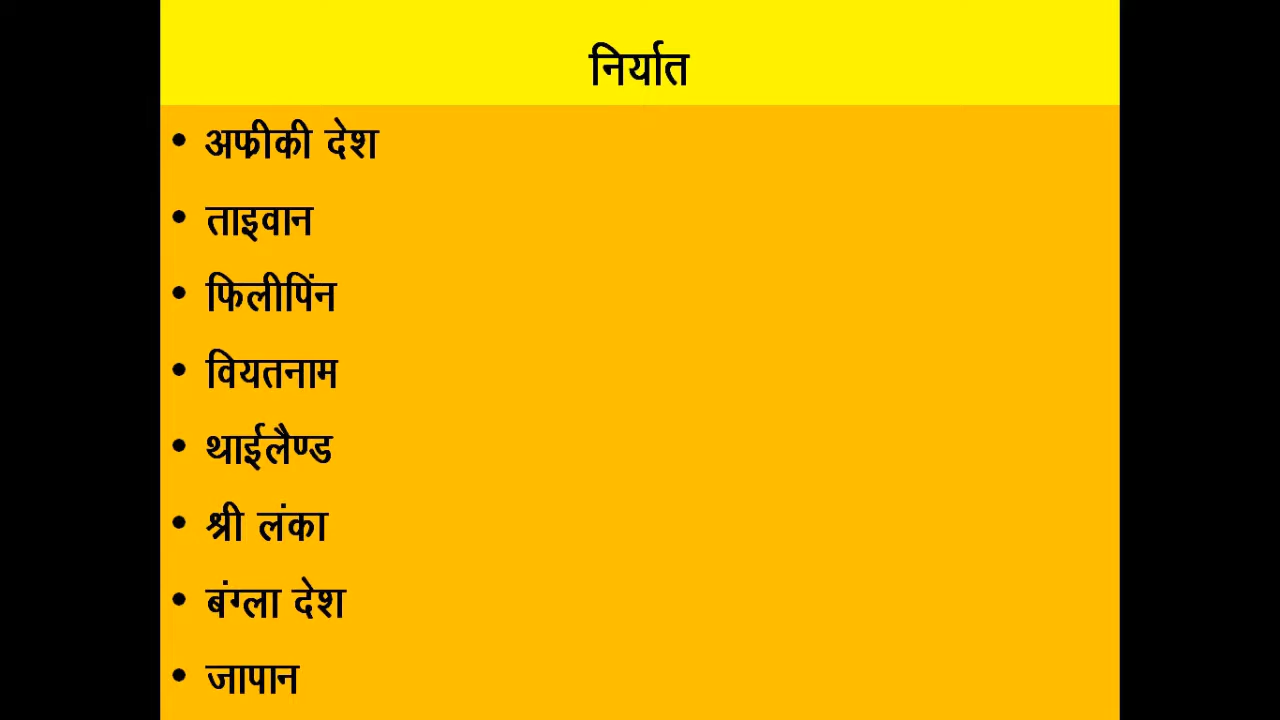 निर्यात
• अफ्रीकी देश
• ताइवान
• फिलीपिंन
• वियतनाम
• थाईलैण्ड
• श्री लंका
• बंग्ला देश
• जापान